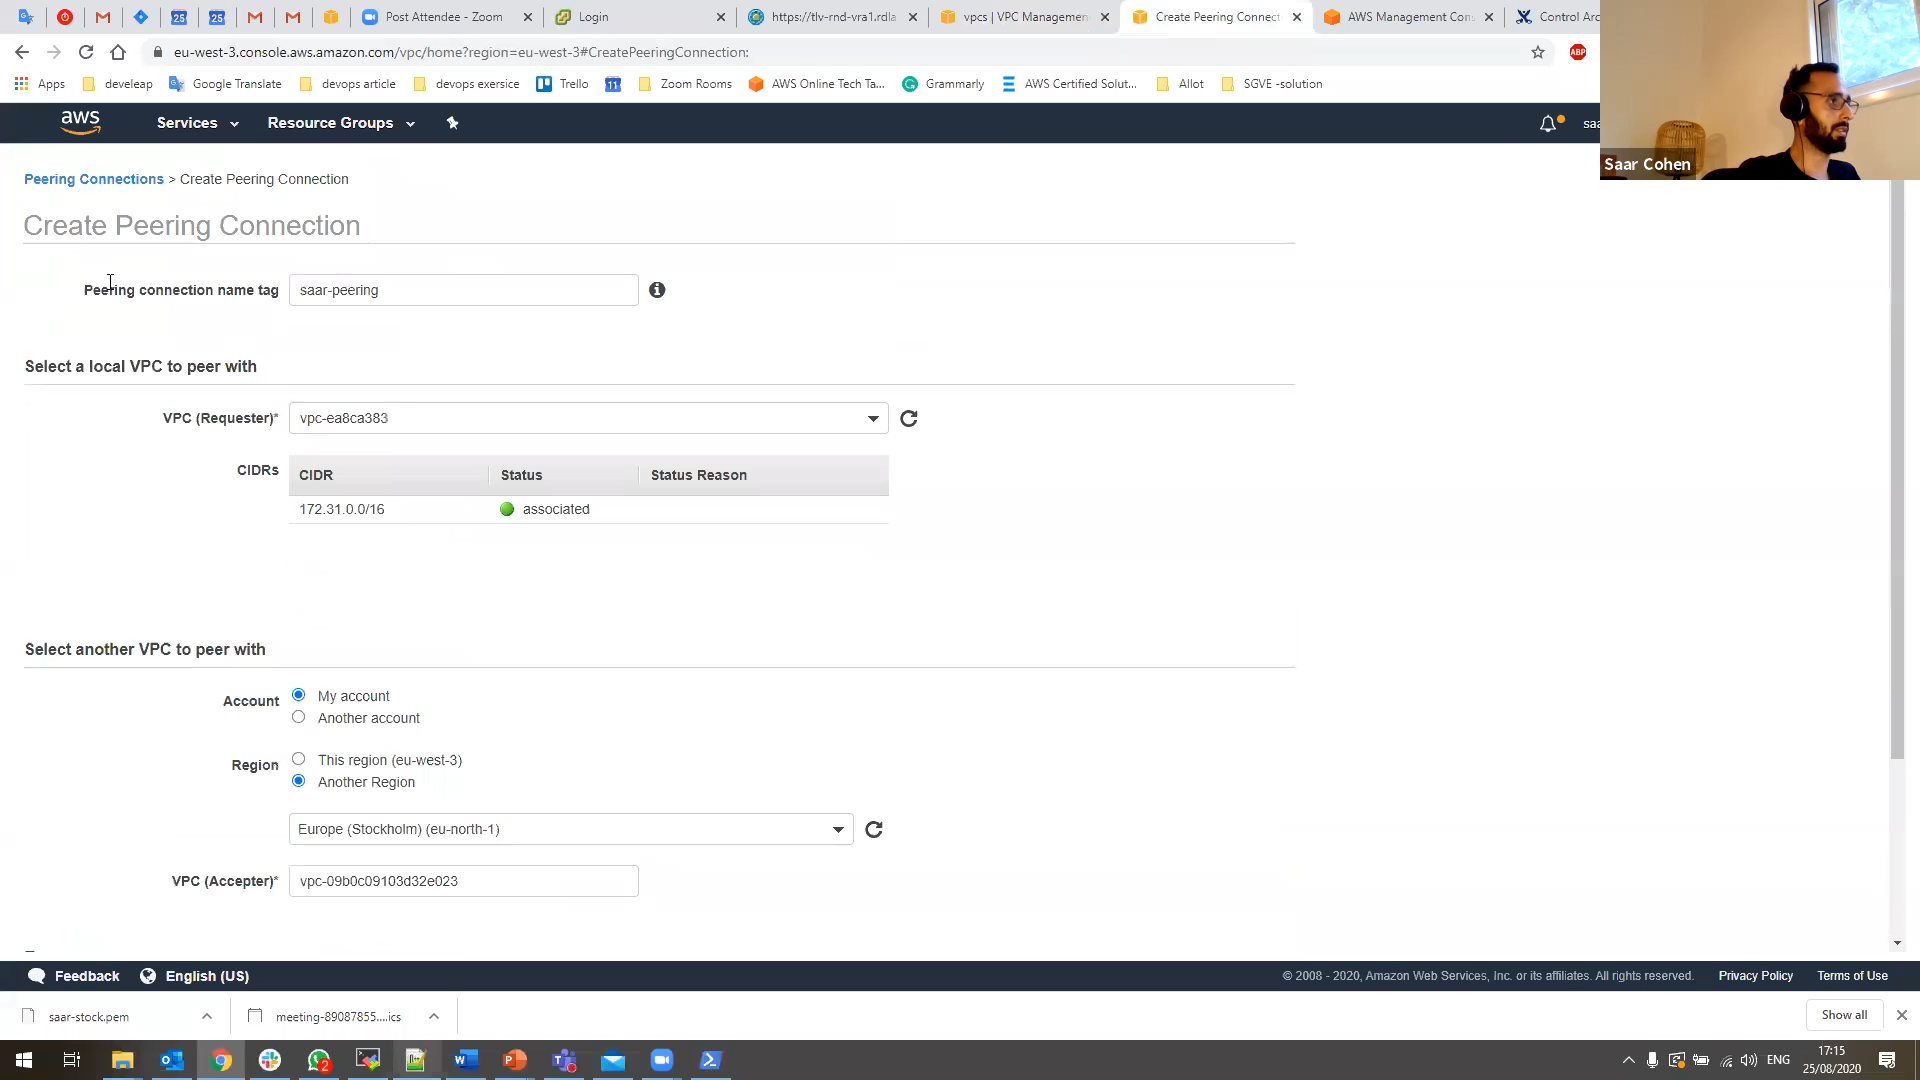 Post Attendee - Zoom
Login
https://tlv-rnd-vra1.rdla
vpcs | VPC Managemen
Create Peering Connect
AWS Management Con
Control Arc
eu-west-3.console.aws.amazon.com/vpc/home?region=eu-west-3#CreatePeeringConnection:
ABP
Apps
develeap
Google Translate
devops article
devops exersice
Trello
Zoom Rooms
AWS Online Tech Ta...
Grammarly
AWS Certified Solut...
Allot
SGVE -solution
aws
Services
Resource Groups
saa
Saar Cohen
Peering Connections > Create Peering Connection
Create Peering Connection
Peering connection name tag
saar-peering
Select a local VPC to peer with
VPC (Requester)*
vpc-ea8ca383
CIDRs
CIDR Status Status Reason
172.31.0.0/16 associated
Select another VPC to peer with
Account
My account
Another account
Region
This region (eu-west-3)
Another Region
Europe (Stockholm) (eu-north-1)
VPC (Accepter)*
vpc-09b0c09103d32e023
Feedback
English (US)
© 2008 - 2020, Amazon Web Services, Inc. or its affiliates. All rights reserved.
Privacy Policy
Terms of Use
saar-stock.pem
meeting-89087855....ics
Show all
2
ENG
17:15
25/08/2020